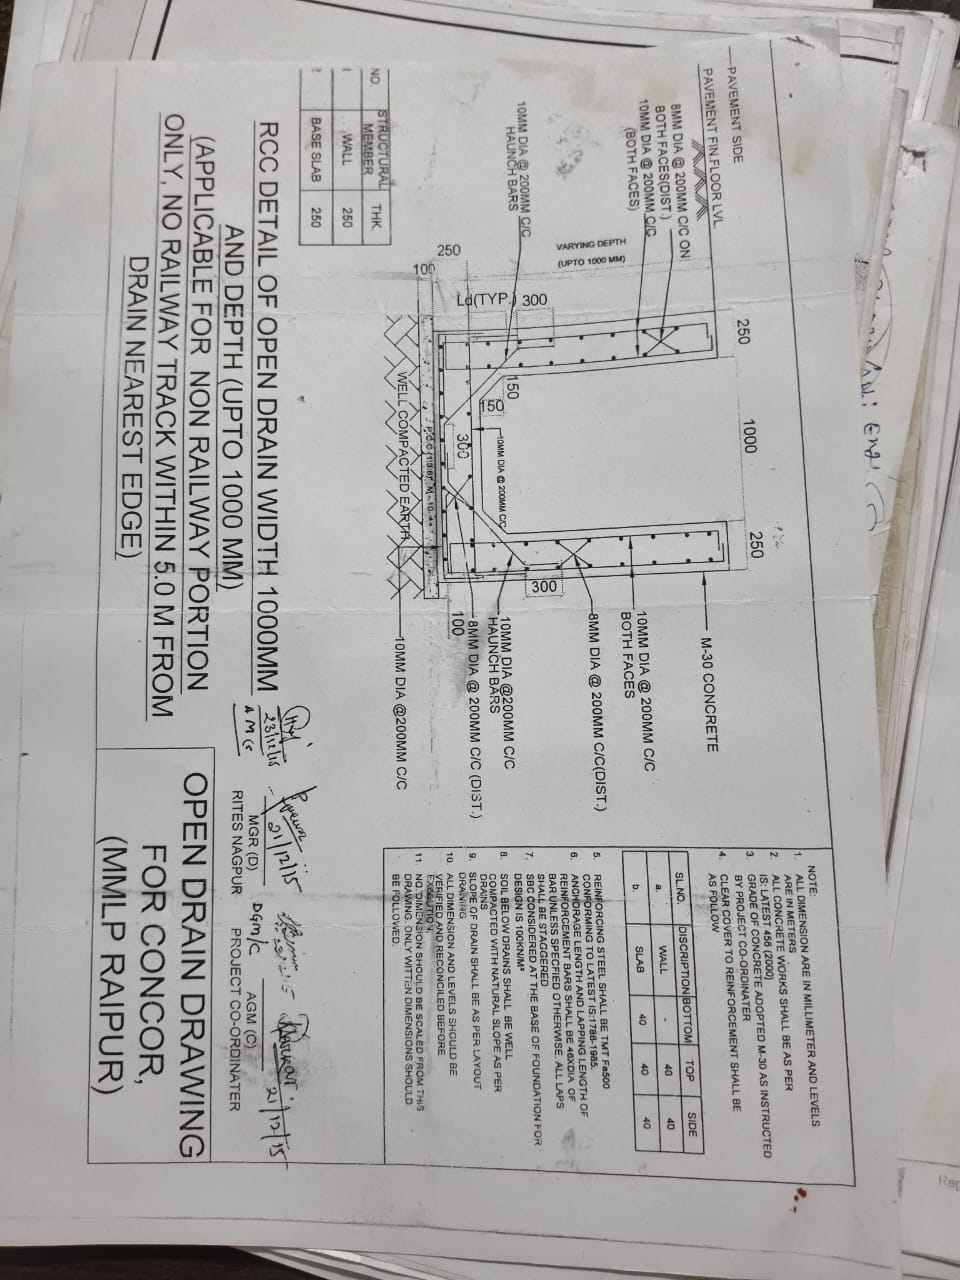 PAVEMENT SIDE
PAVEMENT FIN.FLOOR LVL.
8MM DIA @ 200MM C/C ON
BOTH FACES(DIST.)
10MM DIA @ 200MM C/C
(BOTH FACES)
VARYING DEPTH
(UPTO 1000 MM)
10MM DIA @ 200MM C/C
HAUNCH BARS
250
1000
250
250
100
Ld(TYP.)
300
150
150
300
10MM DIA @ 200MM C/C
300
WELL COMPACTED EARTH
M-30 CONCRETE
10MM DIA @ 200MM C/C
BOTH FACES
8MM DIA @ 200MM C/C(DIST.)
10MM DIA @200MM C/C
HAUNCH BARS
8MM DIA @ 200MM C/C (DIST.)
100
10MM DIA @200MM C/C
NO. STRUCTURAL MEMBER THK.
WALL 250
BASE SLAB 250
RCC DETAIL OF OPEN DRAIN WIDTH 1000MM
AND DEPTH (UPTO 1000 MM)
(APPLICABLE FOR NON RAILWAY PORTION
ONLY, NO RAILWAY TRACK WITHIN 5.0 M FROM
DRAIN NEAREST EDGE)
NOTE:
1. ALL DIMENSION ARE IN MILLIMETER AND LEVELS
ARE IN METERS
2. ALL CONCRETE WORKS SHALL BE AS PER
IS: LATEST 456 (2000)
3. GRADE OF CONCRETE ADOPTED M-30 AS INSTRUCTED
BY PROJECT CO-ORDINATER
4. CLEAR COVER TO REINFORCEMENT SHALL BE
AS FOLLOW
SL.NO. DISCRIPTION BOTTOM TOP SIDE
a. WALL - 40 40
b. SLAB 40 40 40
5. REINFORCING STEEL SHALL BE TMT Fe500
CONFORMING TO LATEST IS:1786-1985.
6. ANCHORAGE LENGTH AND LAPPING LENGTH OF
REINFORCEMENT BARS SHALL BE DIA OF
BAR UNLESS SPECFIED OTHERWISE. ALL LAPS
SHALL BE STAGGERED
7. SBC CONSIDERED AT THE BASE OF FOUNDATION FOR
DESIGN IS 100KN/M²
8. SOIL BELOW DRAINS SHALL BE WELL
COMPACTED WITH NATURAL SLOPE AS PER
DRAINS
9. SLOPE OF DRAIN SHALL BE AS PER LAYOUT
DRAWING
10. ALL DIMENSION AND LEVELS SHOULD BE
VERIFIED AND RECONCILED BEFORE
EXECUTION
11. NO DIMENSION SHOULD BE SCALED FROM THIS
DRAWING. ONLY WITTEN DIMENSIONS SHOULD
BE FOLLOWED.
23/12/15
21/12/15
21/12/15
MGR (D)
RITES NAGPUR
DGM/C
AGM (C)
PROJECT CO-ORDINATER
OPEN DRAIN DRAWING
FOR CONCOR,
(MMLP RAIPUR)
Reg